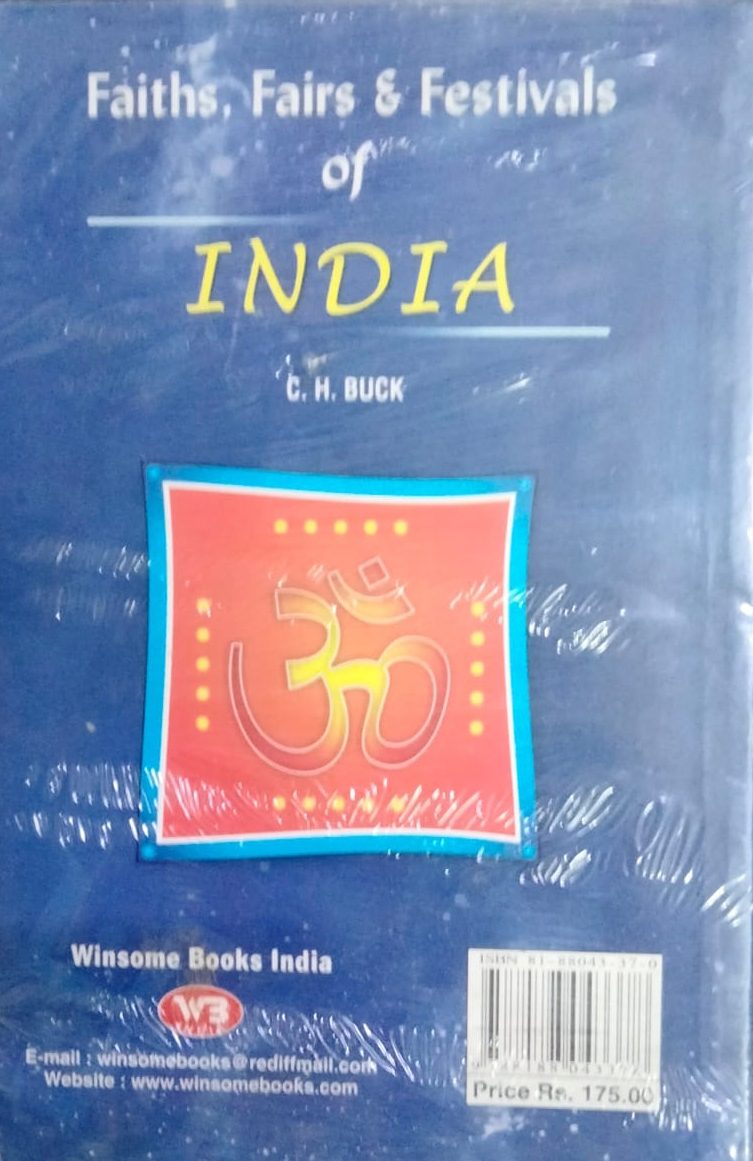 Faiths, Fairs & Festivals
of
INDIA
C. H. BUCK
ॐ
Winsome Books India
WB
INDIA
E-mail : winsomebooks@rediffmail.com
Website : www.winsomebooks.com
ISBN 81-88043-37-0
Price Rs. 175.00